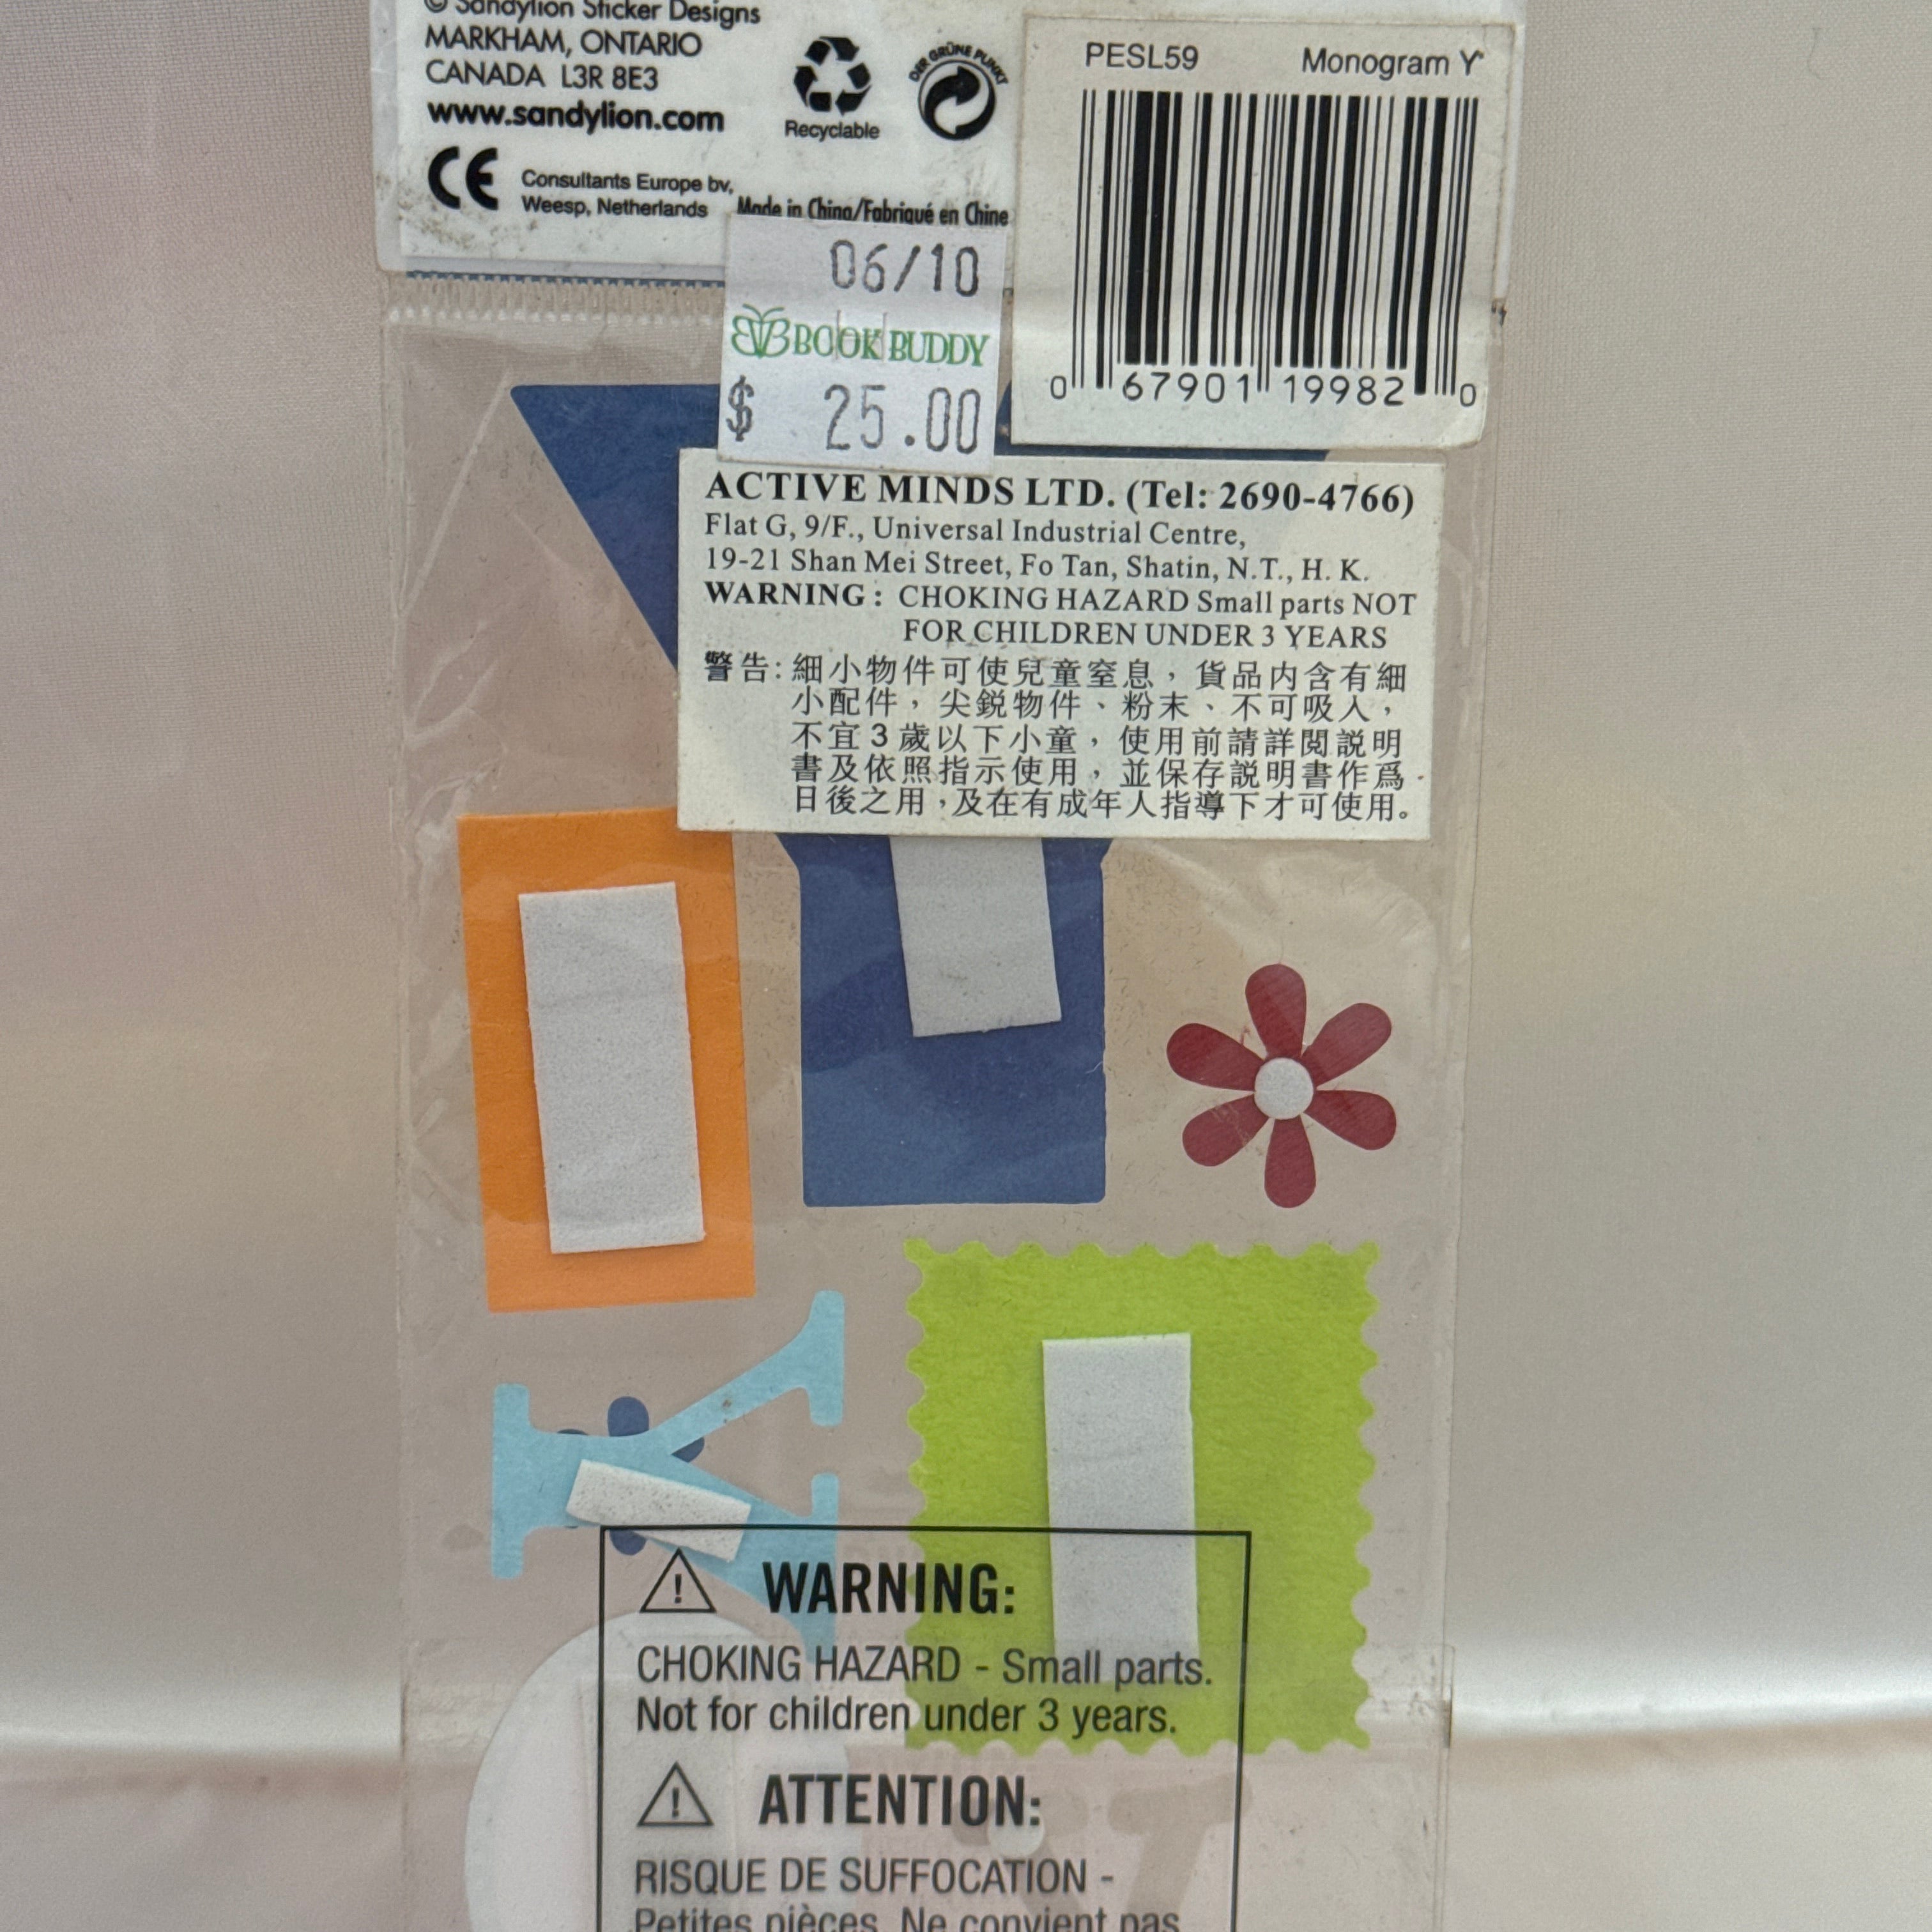 © Sandylion Sticker Designs
MARKHAM, ONTARIO
CANADA L3R 8E3
www.sandylion.com
Recyclable
DER GRÜNE PUNKT
CE
Consultants Europe bv,
Weesp, Netherlands
Made in China/Fabriqué en Chine
PESL59 Monogram Y'
0 67901 19982 0
06/10
BOOK BUDDY
$ 25.00
ACTIVE MINDS LTD. (Tel: 2690-4766)
Flat G, 9/F., Universal Industrial Centre,
19-21 Shan Mei Street, Fo Tan, Shatin, N.T., H. K.
WARNING : CHOKING HAZARD Small parts NOT
FOR CHILDREN UNDER 3 YEARS
警告: 細小物件可使兒童窒息，貨品内含有細
小配件，尖鋭物件、粉末、不可吸入，
不宜3歲以下小童，使用前請詳閲説明
書及依照指示使用，並保存説明書作爲
日後之用，及在有成年人指導下才可使用。
WARNING:
CHOKING HAZARD - Small parts.
Not for children under 3 years.
ATTENTION:
RISQUE DE SUFFOCATION -
Petites pièces. Ne convient pas